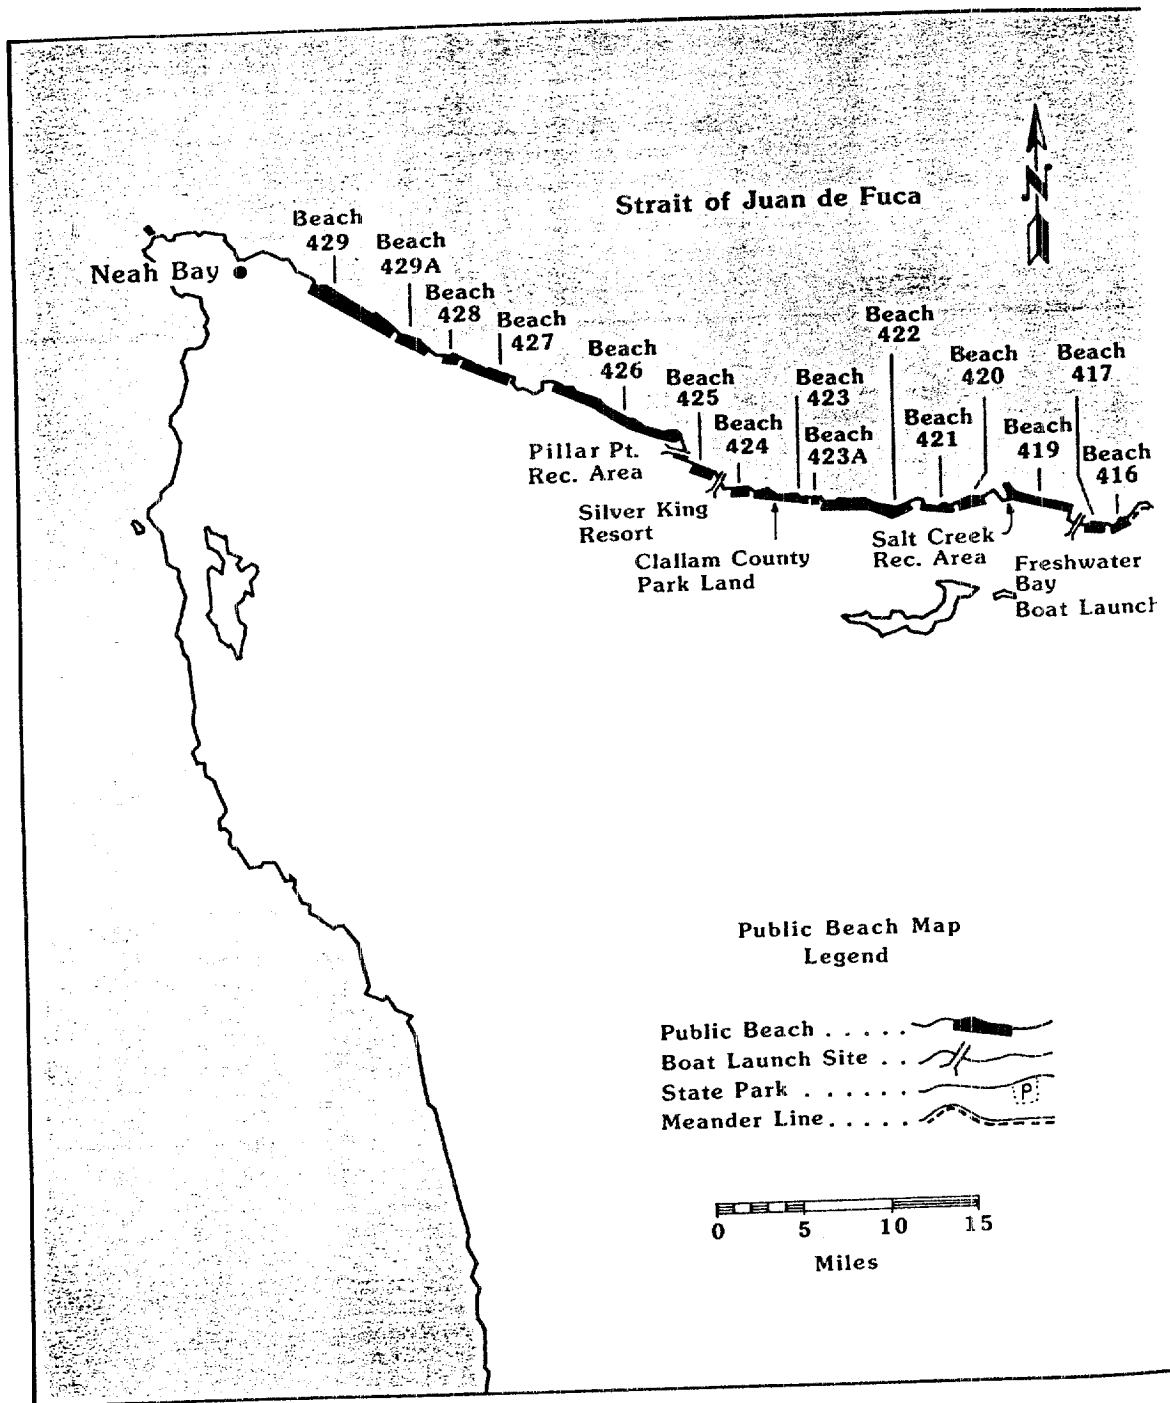 Strait of Juan de Fuca
N
Neah Bay
Beach
429
Beach
429A
Beach
428
Beach
427
Beach
426
Beach
425
Beach
424
Beach
423
Beach
423A
Beach
422
Beach
421
Beach
420
Beach
419
Beach
417
Beach
416
Pillar Pt.
Rec. Area
Silver King
Resort
Clallam County
Park Land
Salt Creek
Rec. Area
Freshwater
Bay
Boat Launch
Public Beach Map
Legend
Public Beach . . . . .
Boat Launch Site . .
State Park . . . . . .
P
Meander Line . . . . .
0 5 10 15
Miles